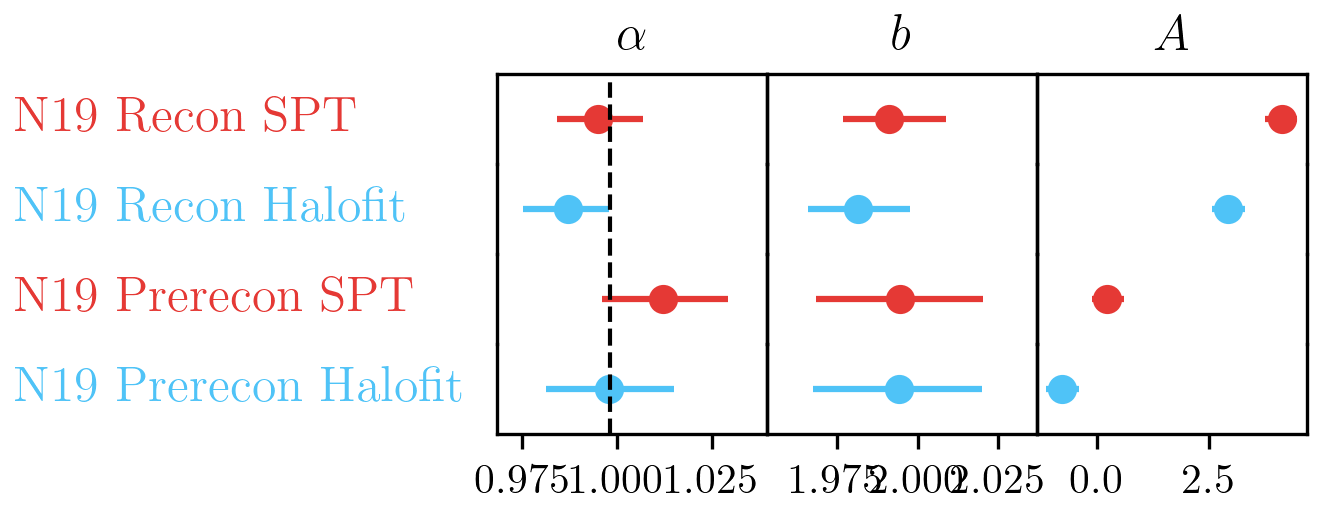 α b A
N19 Recon SPT
N19 Recon Halofit
N19 Prerecon SPT
N19 Prerecon Halofit
0.975 1.000 1.025 1.975 2.000 2.025 0.0 2.5